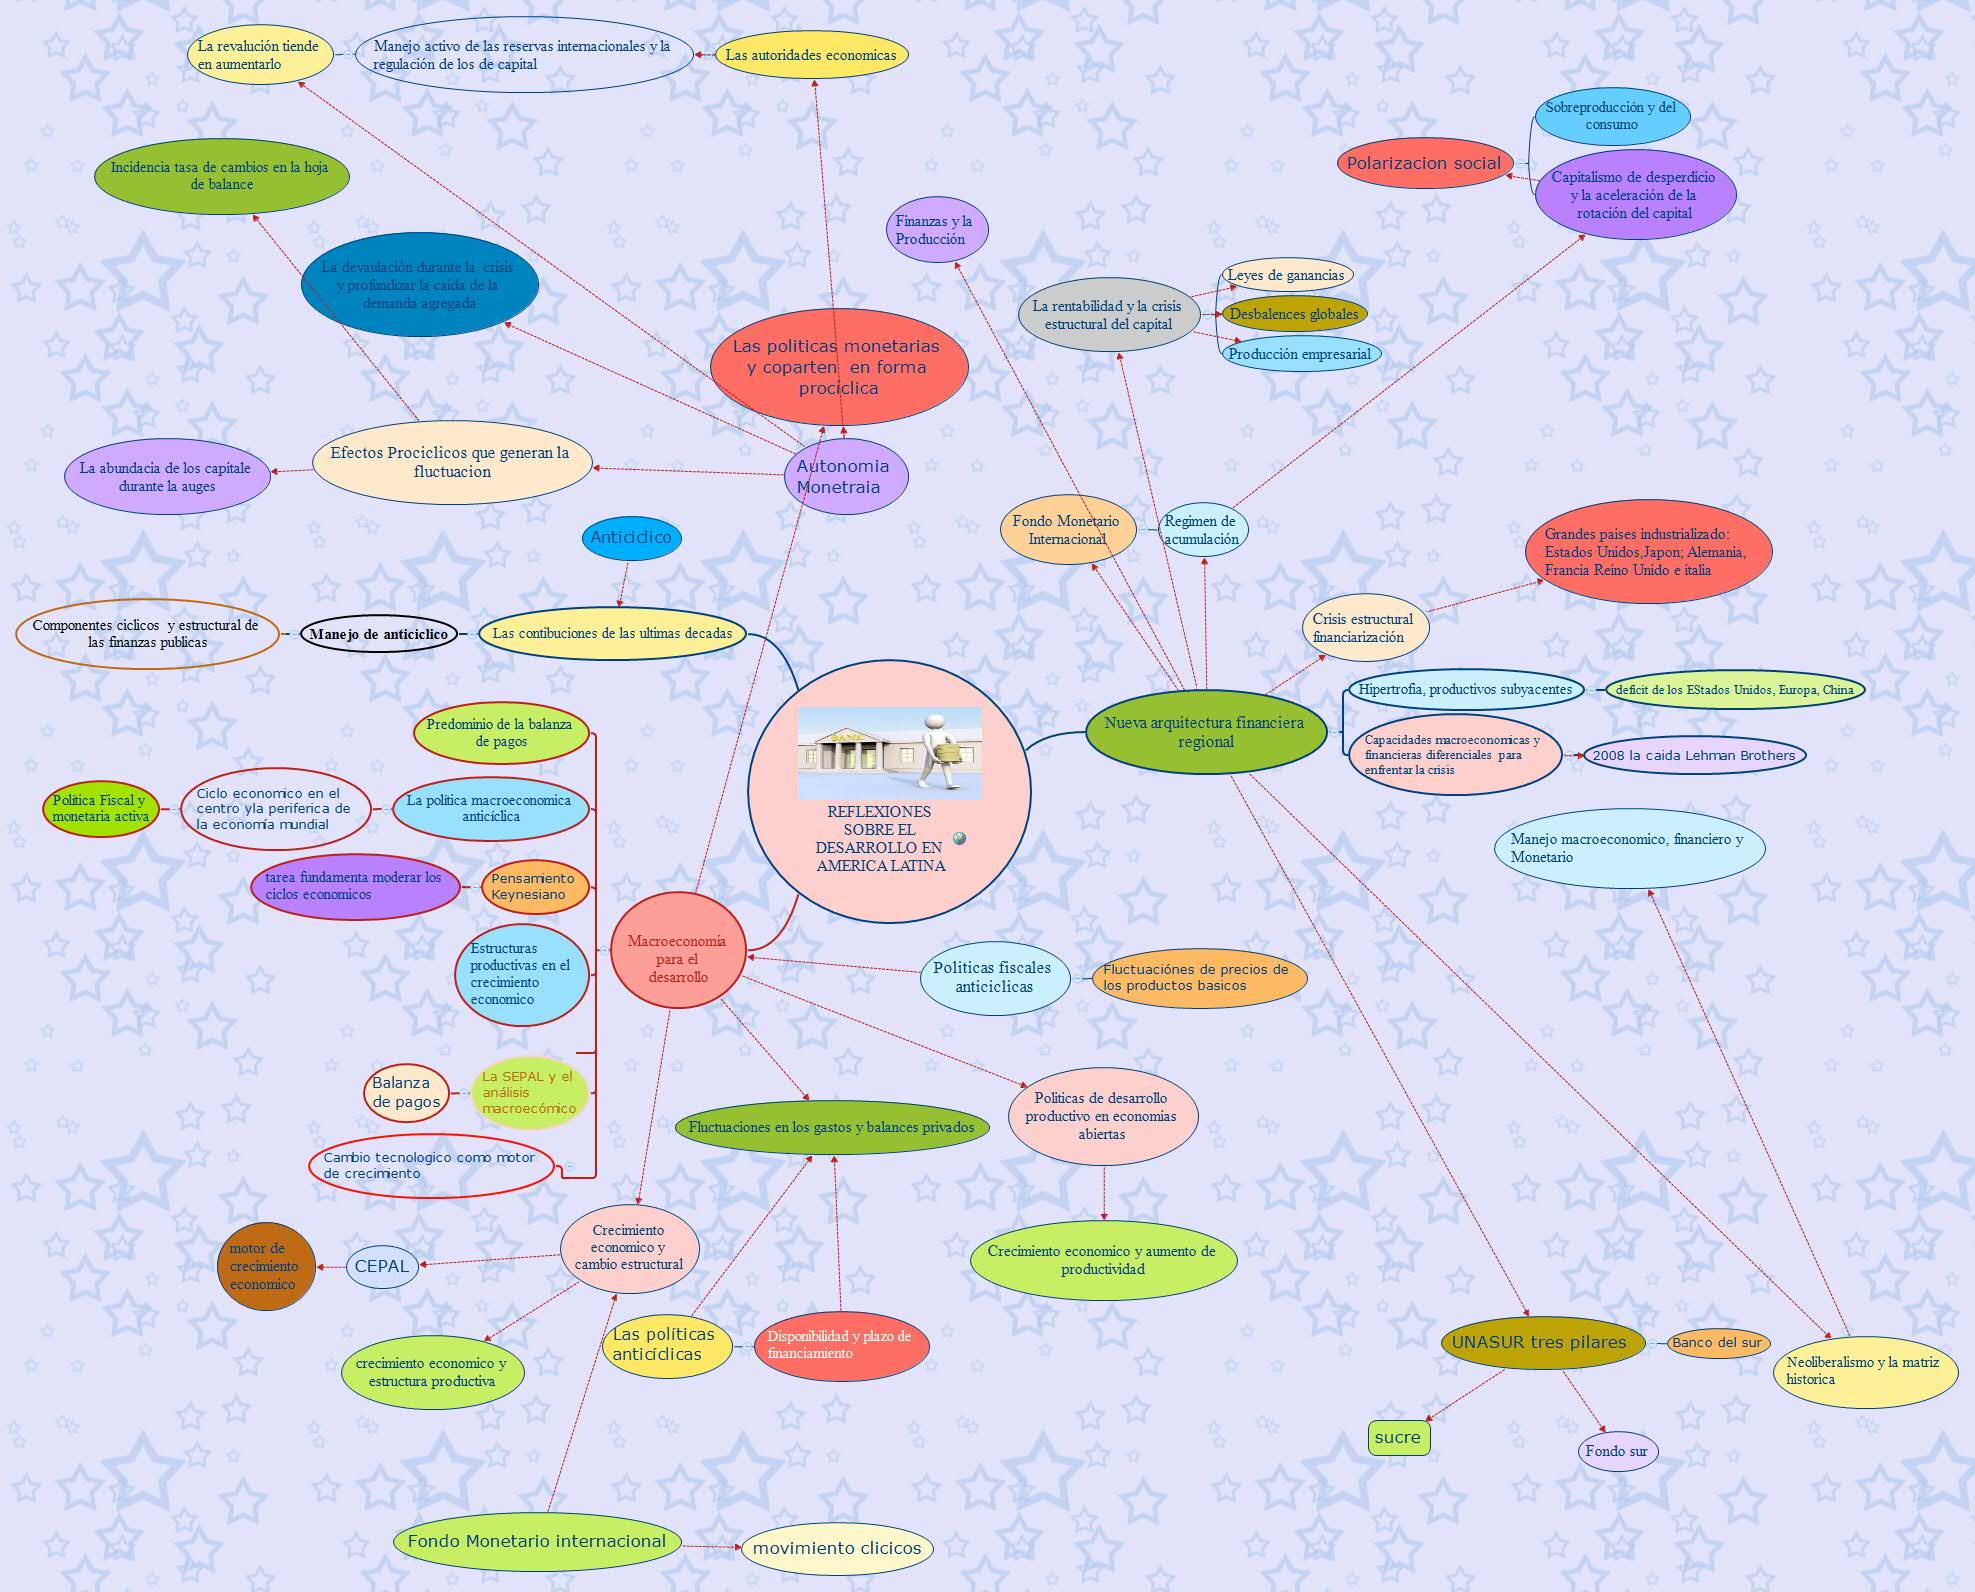 La revalución tiende
en aumentarlo
Manejo activo de las reservas internacionales y la
regulación de los de capital
Las autoridades economicas
Sobreproducción y del
consumo
Polarizacion social
Capitalismo de desperdicio
y la aceleración de la
rotación del capital
Incidencia tasa de cambios en la hoja
de balance
Finanzas y la
Producción
La devaulación durante la crisis
y profundizar la caída de la
demanda agregada
Leyes de ganancias
La rentabilidad y la crisis
estructural del capital
Desbalences globales
Producción empresarial
Las politicas monetarias
y coparten en forma
procíclica
Efectos Prociclicos que generan la
fluctuacion
La abundacia de los capitale
durante la auges
Autonomia
Monetraia
Anticiclico
Fondo Monetario
Internacional
Regimen de
acumulación
Grandes paises industrializado:
Estados Unidos,Japon; Alemania,
Francia Reino Unido e italia
Componentes ciclicos y estructural de
las finanzas publicas
Manejo de anticiclico
Las contibuciones de las ultimas decadas
Crisis estructural
financiarización
Hipertrofia, productivos subyacentes
deficit de los EStados Unidos, Europa, China
Nueva arquitectura financiera
regional
Capacidades macroeconomicas y
financieras diferenciales para
enfrentar la crisis
2008 la caida Lehman Brothers
Predominio de la balanza
de pagos
BANK
REFLEXIONES
SOBRE EL
DESARROLLO EN
AMERICA LATINA
Política Fiscal y
monetaria activa
Ciclo economico en el
centro yla periferica de
la economía mundial
La política macroeconomica
anticíclica
Manejo macroeconomico, financiero y
Monetario
tarea fundamenta moderar los
ciclos economicos
Pensamiento
Keynesiano
Estructuras
productivas en el
crecimiento
economico
Macroeconomía
para el
desarrollo
Politicas fiscales
anticiclicas
Fluctuaciónes de precios de
los productos basicos
Balanza
de pagos
La SEPAL y el
análisis
macroecómico
Fluctuaciones en los gastos y balances privados
Politicas de desarrollo
productivo en economias
abiertas
Cambio tecnologico como motor
de crecimiento
Crecimiento
economico y
cambio estructural
Crecimiento economico y aumento de
productividad
motor de
crecimiento
economico
CEPAL
crecimiento economico y
estructura productiva
Las políticas
anticíclicas
Disponibilidad y plazo de
financiamiento
UNASUR tres pilares
Banco del sur
Neoliberalismo y la matriz
historica
sucre
Fondo sur
Fondo Monetario internacional
movimiento clicicos